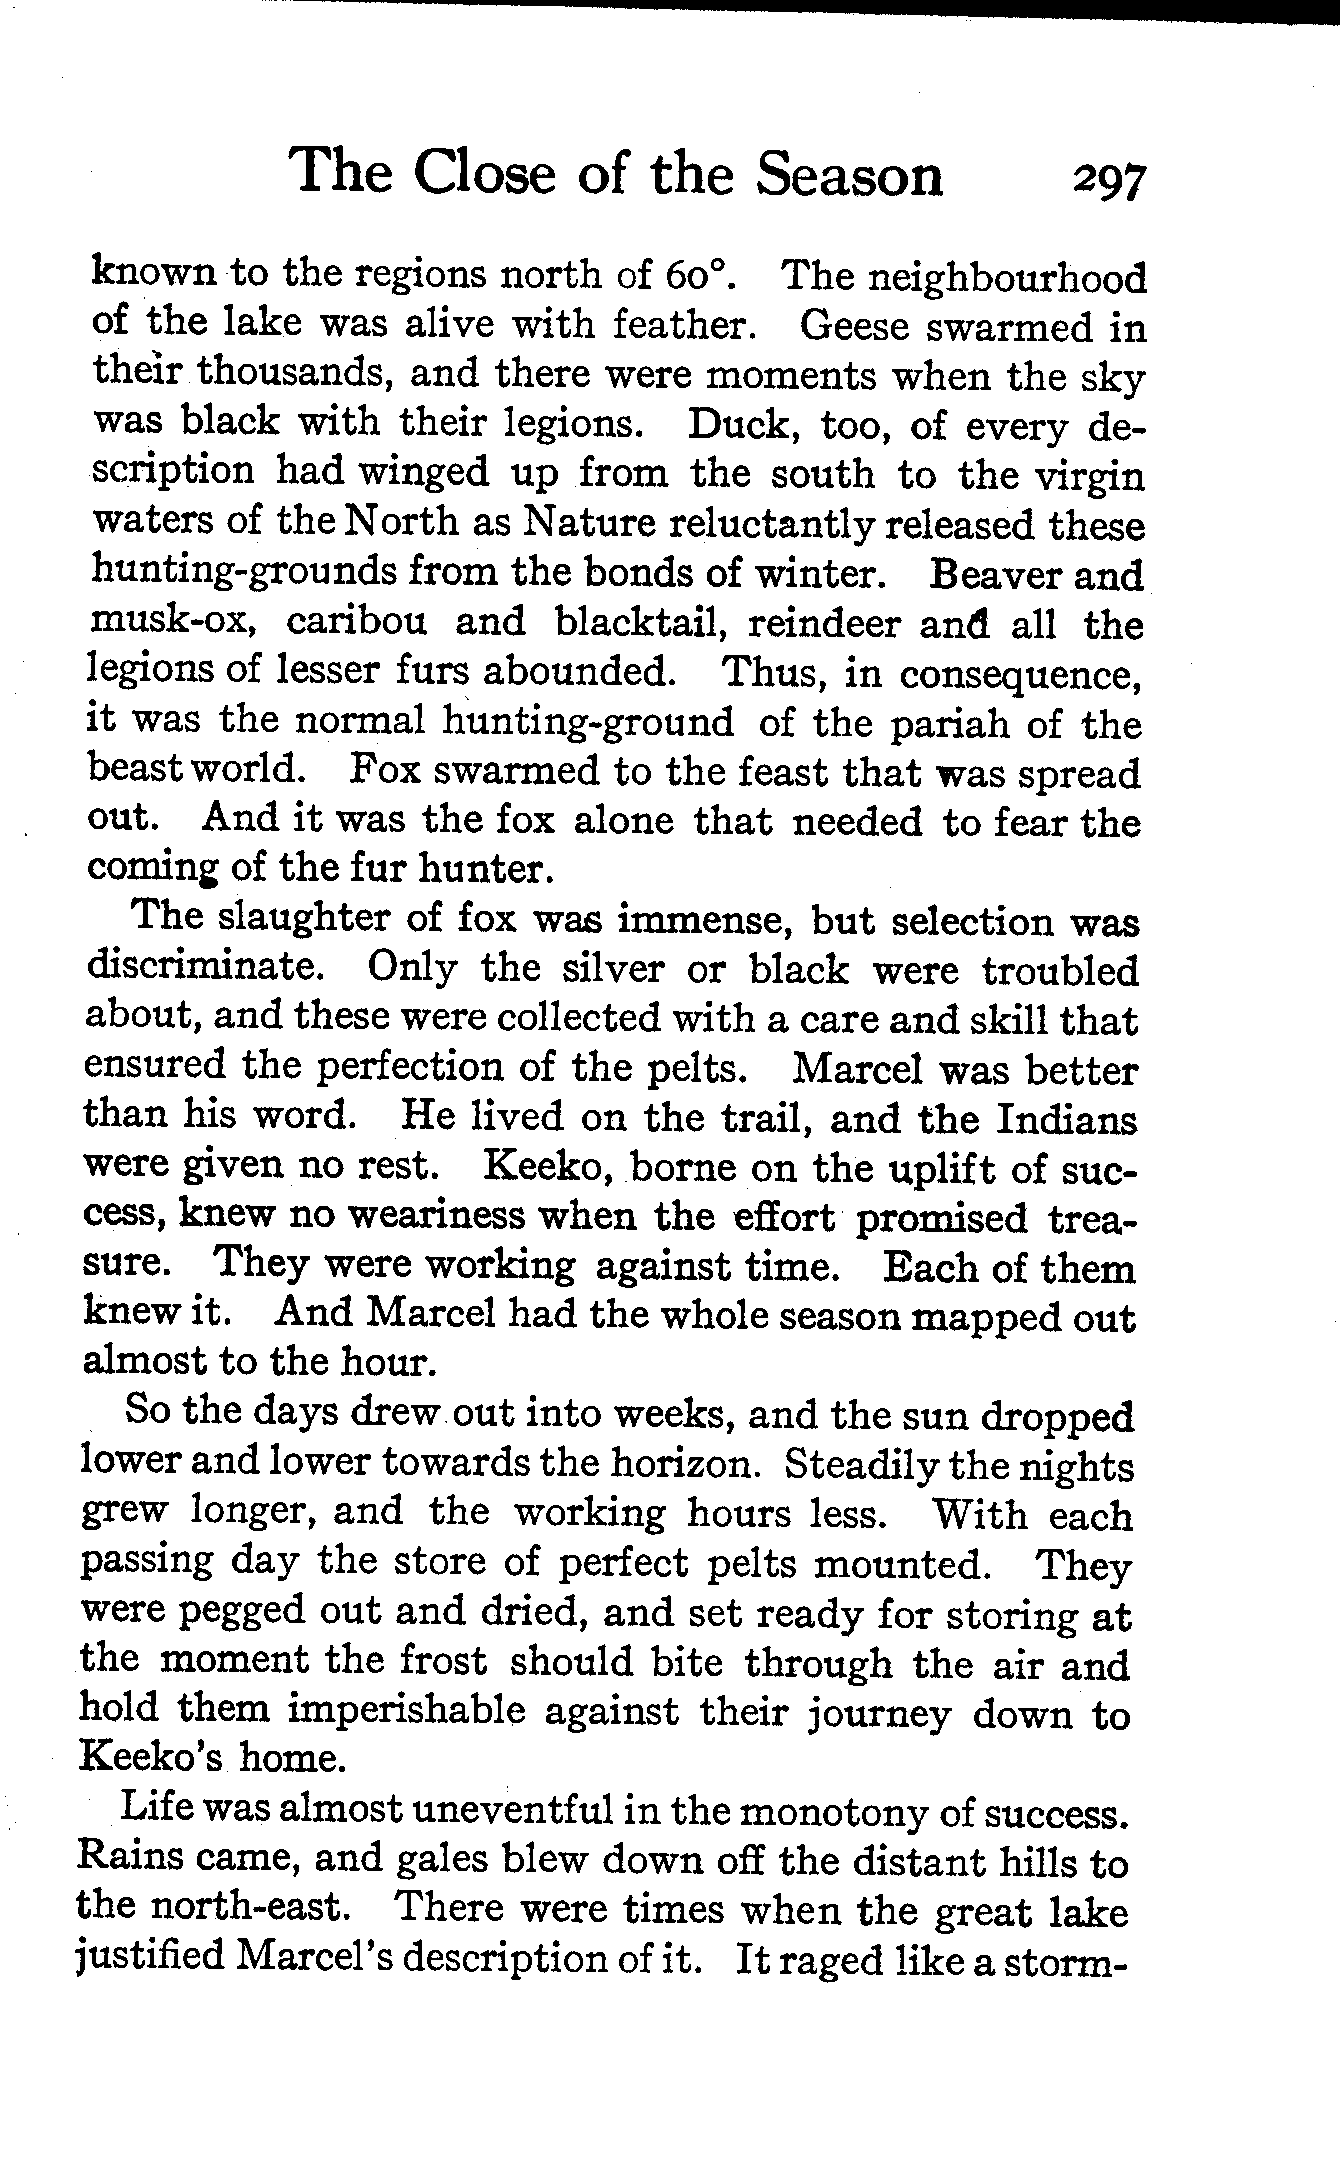 The Close of the Season 297
known to the regions north of 60°. The neighbourhood
of the lake was alive with feather. Geese swarmed in
their thousands, and there were moments when the sky
was black with their legions. Duck, too, of every de-
scription had winged up from the south to the virgin
waters of the North as Nature reluctantly released these
hunting-grounds from the bonds of winter. Beaver and
musk-ox, caribou and blacktail, reindeer and all the
legions of lesser furs abounded. Thus, in consequence,
it was the normal hunting-ground of the pariah of the
beast world. Fox swarmed to the feast that was spread
out. And it was the fox alone that needed to fear the
coming of the fur hunter.
The slaughter of fox was immense, but selection was
discriminate. Only the silver or black were troubled
about, and these were collected with a care and skill that
ensured the perfection of the pelts. Marcel was better
than his word. He lived on the trail, and the Indians
were given no rest. Keeko, borne on the uplift of suc-
cess, knew no weariness when the effort promised trea-
sure. They were working against time. Each of them
knew it. And Marcel had the whole season mapped out
almost to the hour.
So the days drew out into weeks, and the sun dropped
lower and lower towards the horizon. Steadily the nights
grew longer, and the working hours less. With each
passing day the store of perfect pelts mounted. They
were pegged out and dried, and set ready for storing at
the moment the frost should bite through the air and
hold them imperishable against their journey down to
Keeko's home.
Life was almost uneventful in the monotony of success.
Rains came, and gales blew down off the distant hills to
the north-east. There were times when the great lake
justified Marcel's description of it. It raged like a storm-